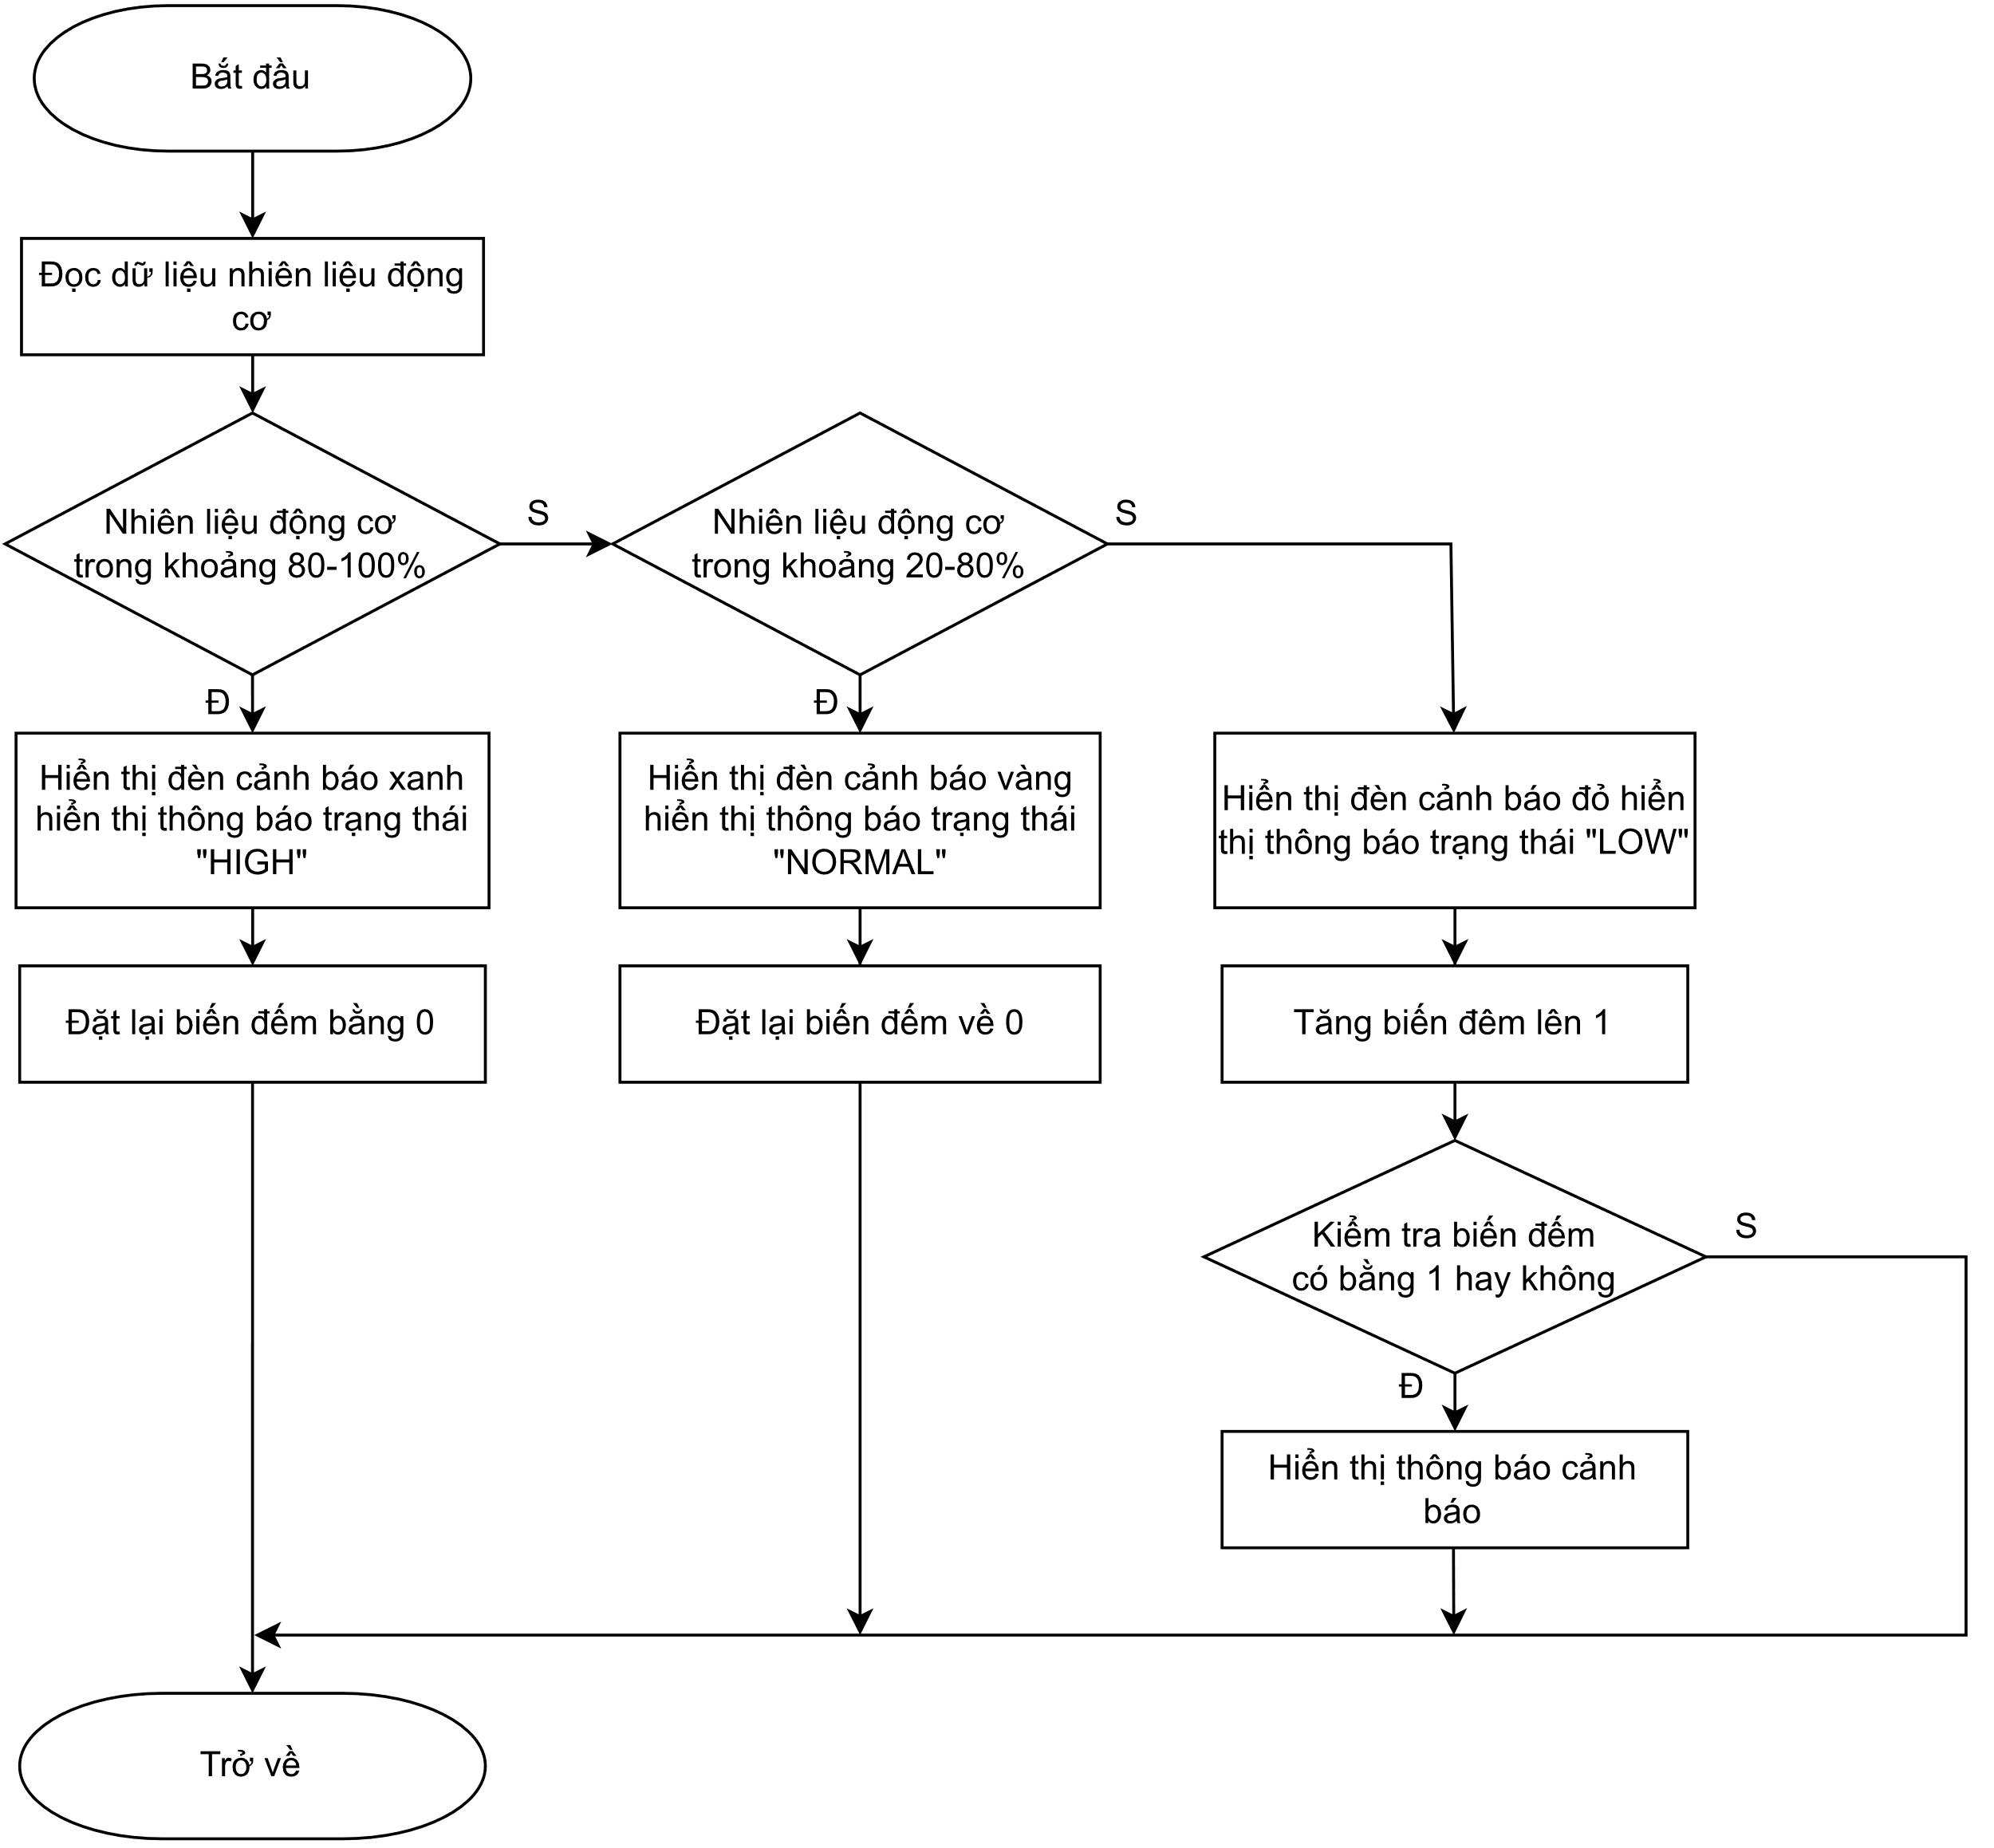 Bắt đầu
Đọc dữ liệu nhiên liệu động
cơ
Nhiên liệu động cơ
trong khoảng 80-100%
S
Nhiên liệu động cơ
trong khoảng 20-80%
S
Đ
Đ
Hiển thị đèn cảnh báo xanh
hiển thị thông báo trạng thái
"HIGH"
Hiển thị đèn cảnh báo vàng
hiển thị thông báo trạng thái
"NORMAL"
Hiển thị đèn cảnh báo đỏ hiển
thị thông báo trạng thái "LOW"
Đặt lại biến đếm bằng 0
Đặt lại biến đếm về 0
Tăng biến đêm lên 1
Kiểm tra biến đếm
có bằng 1 hay không
S
Đ
Hiển thị thông báo cảnh
báo
Trở về